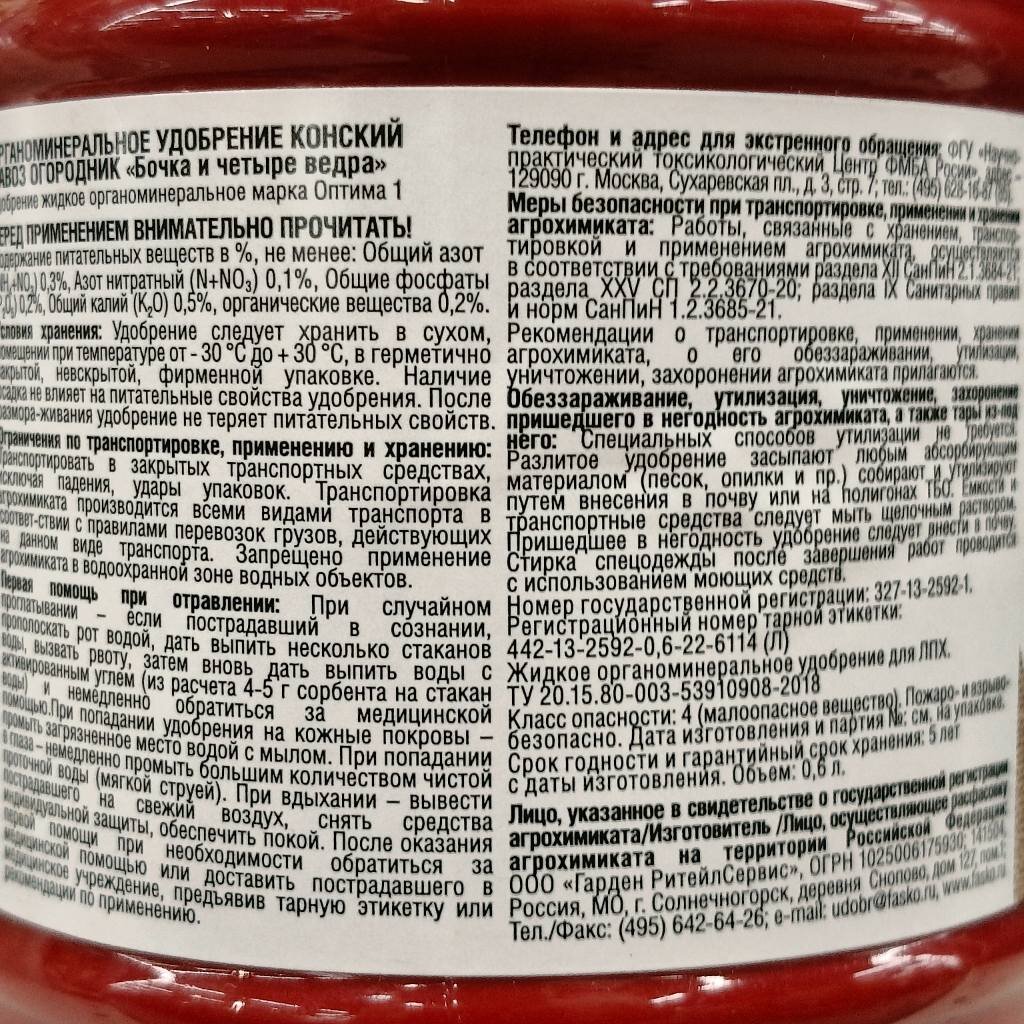 РГАНОМИНЕРАЛЬНОЕ УДОБРЕНИЕ КОНСКИЙ
АВОЗ ОГОРОДНИК «Бочка и четыре ведра»
добрение жидкое органоминеральное марка Оптима 1
ЕРЕД ПРИМЕНЕНИЕМ ВНИМАТЕЛЬНО ПРОЧИТАТЬ!
одержание питательных веществ в %, не менее: Общий азот
0,3%, Азот нитратный (N+NO₃) 0,1%, Общие фосфаты
0,2%, Общий калий (K₂O) 0,5%, органические вещества 0,2%.
словия хранения: Удобрение следует хранить в сухом,
омещении при температуре от - 30 °C до + 30 °C, в герметично
акрытой, невскрытой, фирменной упаковке. Наличие
садка не влияет на питательные свойства удобрения. После
размора-живания удобрение не теряет питательных свойств.
Ограничения по транспортировке, применению и хранению:
Транспортировать в закрытых транспортных средствах,
исключая падения, удары упаковок. Транспортировка
агрохимиката производится всеми видами транспорта в
соответ-ствии с правилами перевозок грузов, действующих
на данном виде транспорта. Запрещено применение
агрохимиката в водоохранной зоне водных объектов.
Первая помощь при отравлении: При случайном
проглатывании – если пострадавший в сознании,
прополоскать рот водой, дать выпить несколько стаканов
воды, вызвать рвоту, затем вновь дать выпить воды с
активированным углём (из расчета 4-5 г сорбента на стакан
воды) и немедленно обратиться за медицинской
помощью.При попадании удобрения на кожные покровы –
промыть загрязненное место водой с мылом. При попадании
в глаза – немедленно промыть большим количеством чистой
проточной воды (мягкой струей). При вдыхании – вывести
пострадавшего на свежий воздух, снять средства
индивидуальной защиты, обеспечить покой. После оказания
первой помощи при необходимости обратиться за
медицинской помощью или доставить пострадавшего в
медицинское учреждение, предъявив тарную этикетку или
рекомендации по применению.
Телефон и адрес для экстренного обращения: ФГУ «Научно-
практический токсикологический Центр ФМБА Росии»
129090 г. Москва, Сухаревская пл., д. 3, стр. 7; тел.: (495)
Меры безопасности при транспортировке, применении и хранении
агрохимиката: Работы, связанные с хранением, транспор-
тировкой и применением агрохимиката, осуществляются
в соответствии с требованиями раздела XII СанПиН 2.1.3684-21;
раздела XXV СП 2.2.3670-20; раздела IX Санитарных правил
и норм СанПиН 1.2.3685-21.
Рекомендации о транспортировке, применении, хранении
агрохимиката, о его обеззараживании, утилизации,
уничтожении, захоронении агрохимиката прилагаются.
Обеззараживание, утилизация, уничтожение, захоронение
пришедшего в негодность агрохимиката, а также тары из-под
него: Специальных способов утилизации не требуется.
Разлитое удобрение засыпают любым абсорбирующим
материалом (песок, опилки и пр.) собирают и утилизируют
путем внесения в почву или на полигонах ТБО. Емкости и
транспортные средства следует мыть щелочным раствором.
Пришедшее в негодность удобрение следует внести в почву.
Стирка спецодежды после завершения работ проводится
с использованием моющих средств.
Номер государственной регистрации: 327-13-2592-1.
Регистрационный номер тарной этикетки:
442-13-2592-0,6-22-6114 (Л)
Жидкое органоминеральное удобрение для ЛПХ.
ТУ 20.15.80-003-53910908-2018
Класс опасности: 4 (малоопасное вещество). Пожаро- и взрыво-
безопасно. Дата изготовления и партия №: см. на упаковке.
Срок годности и гарантийный срок хранения: 5 лет
с даты изготовления. Объем: 0,6 л.
Лицо, указанное в свидетельстве о государственной регистрации
агрохимиката/Изготовитель /Лицо, осуществляющее расфасовку
агрохимиката на территории Российской Федерации:
ООО «Гарден РитейлСервис», ОГРН 1025006175930; 141504,
Россия, МО, г. Солнечногорск, деревня Снопово, дом 127, пом.
Тел./Факс: (495) 642-64-26; e-mail: udobr@fasko.ru, www.fasko.ru